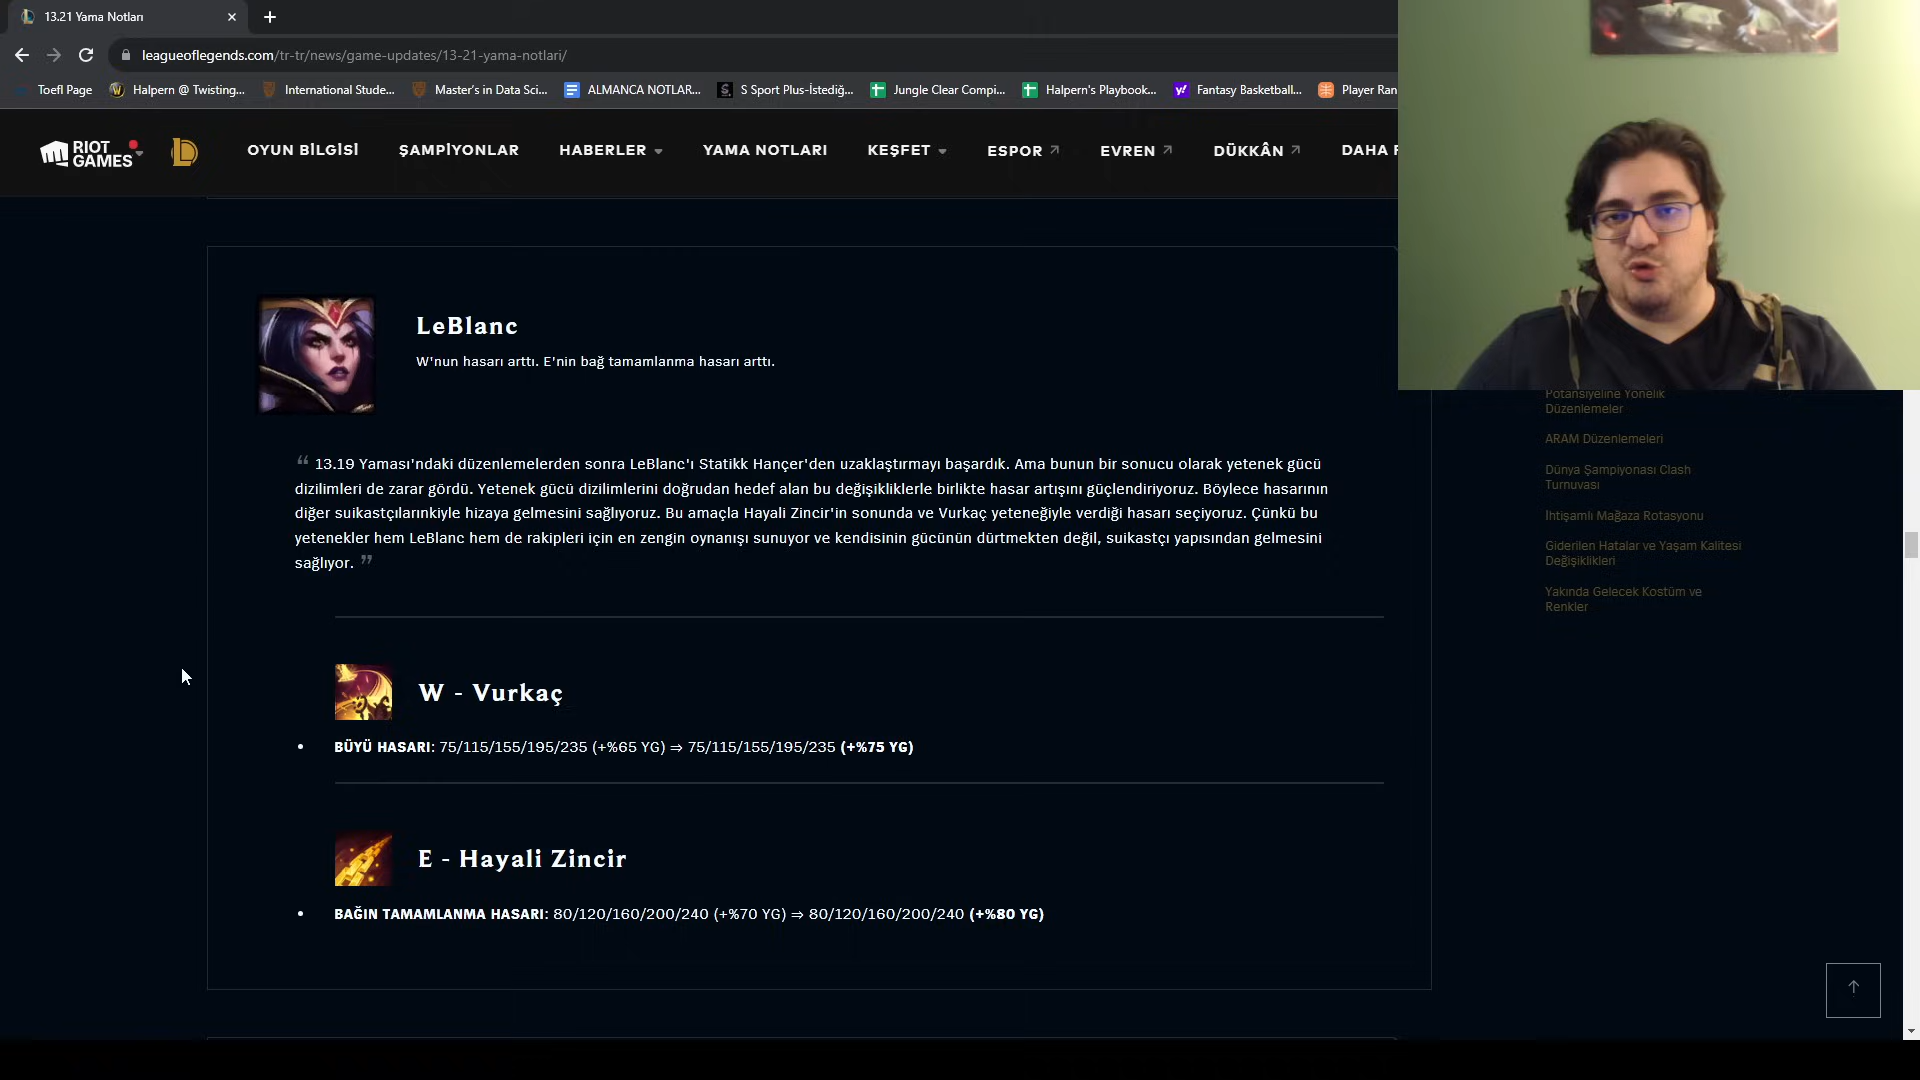 13.21 Yama Notları
leagueoflegends.com/tr-tr/news/game-updates/13-21-yama-notlari/
Toefl Page
Halpern @ Twisting...
International Stude...
Master's in Data Sci...
ALMANCA NOTLAR...
S Sport Plus-İstediğ...
Jungle Clear Compi...
Halpern's Playbook...
Fantasy Basketball...
Player Ran
RIOT GAMES
OYUN BİLGİSİ
ŞAMPİYONLAR
HABERLER
YAMA NOTLARI
KEŞFET
ESPOR
EVREN
DÜKKÂN
DAHA F
LeBlanc
W'nun hasarı arttı. E'nin bağ tamamlanma hasarı arttı.
“ 13.19 Yaması'ndaki düzenlemelerden sonra LeBlanc'ı Statikk Hançer'den uzaklaştırmayı başardık. Ama bunun bir sonucu olarak yetenek gücü
dizilimleri de zarar gördü. Yetenek gücü dizilimlerini doğrudan hedef alan bu değişikliklerle birlikte hasar artışını güçlendiriyoruz. Böylece hasarının
diğer suikastçılarınkiyle hizaya gelmesini sağlıyoruz. Bu amaçla Hayali Zincir'in sonunda ve Vurkaç yeteneğiyle verdiği hasarı seçiyoruz. Çünkü bu
yetenekler hem LeBlanc hem de rakipleri için en zengin oynanışı sunuyor ve kendisinin gücünün dürtmekten değil, suikastçı yapısından gelmesini
sağlıyor. ”
W - Vurkaç
• BÜYÜ HASARI: 75/115/155/195/235 (+%65 YG) ⇒ 75/115/155/195/235 (+%75 YG)
E - Hayali Zincir
• BAĞIN TAMAMLANMA HASARI: 80/120/160/200/240 (+%70 YG) ⇒ 80/120/160/200/240 (+%80 YG)
Potansiyeline Yönelik
Düzenlemeler
ARAM Düzenlemeleri
Dünya Şampiyonası Clash
Turnuvası
İhtişamlı Mağaza Rotasyonu
Giderilen Hatalar ve Yaşam Kalitesi
Değişiklikleri
Yakında Gelecek Kostüm ve
Renkler